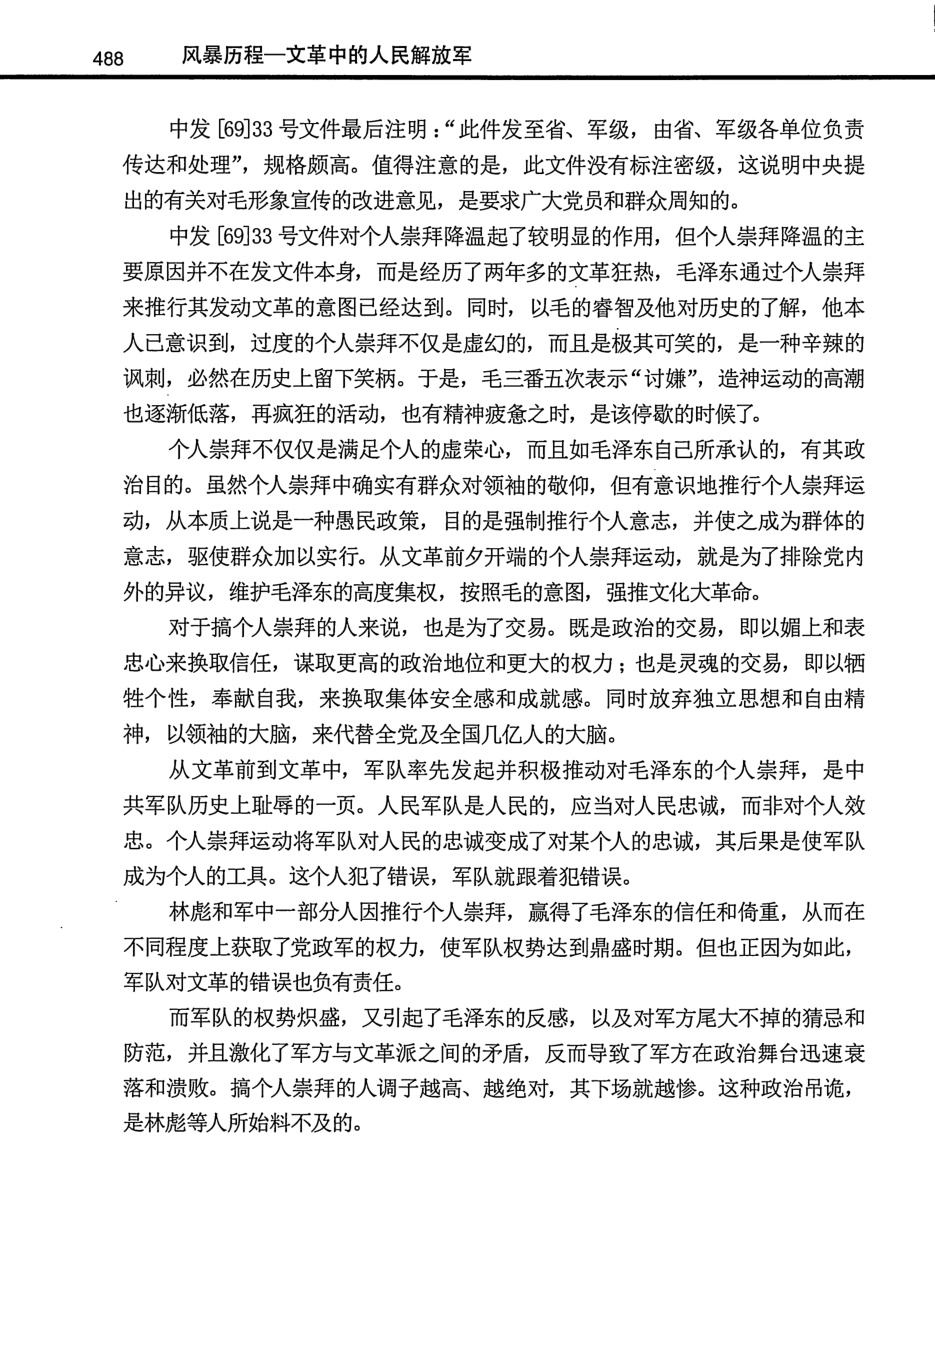 488 风暴历程—文革中的人民解放军
中发 [69]33 号文件最后注明：“此件发至省、军级，由省、军级各单位负责
传达和处理”，规格颇高。值得注意的是，此文件没有标注密级，这说明中央提
出的有关对毛形象宣传的改进意见，是要求广大党员和群众周知的。
中发 [69]33 号文件对个人崇拜降温起了较明显的作用，但个人崇拜降温的主
要原因并不在发文件本身，而是经历了两年多的文革狂热，毛泽东通过个人崇拜
来推行其发动文革的意图已经达到。同时，以毛的睿智及他对历史的了解，他本
人已意识到，过度的个人崇拜不仅是虚幻的，而且是极其可笑的，是一种辛辣的
讽刺，必然在历史上留下笑柄。于是，毛三番五次表示“讨嫌”，造神运动的高潮
也逐渐低落，再疯狂的活动，也有精神疲惫之时，是该停歇的时候了。
个人崇拜不仅仅是满足个人的虚荣心，而且如毛泽东自己所承认的，有其政
治目的。虽然个人崇拜中确实有群众对领袖的敬仰，但有意识地推行个人崇拜运
动，从本质上说是一种愚民政策，目的是强制推行个人意志，并使之成为群体的
意志，驱使群众加以实行。从文革前夕开端的个人崇拜运动，就是为了排除党内
外的异议，维护毛泽东的高度集权，按照毛的意图，强推文化大革命。
对于搞个人崇拜的人来说，也是为了交易。既是政治的交易，即以媚上和表
忠心来换取信任，谋取更高的政治地位和更大的权力；也是灵魂的交易，即以牺
牲个性，奉献自我，来换取集体安全感和成就感。同时放弃独立思想和自由精
神，以领袖的大脑，来代替全党及全国几亿人的大脑。
从文革前到文革中，军队率先发起并积极推动对毛泽东的个人崇拜，是中
共军队历史上耻辱的一页。人民军队是人民的，应当对人民忠诚，而非对个人效
忠。个人崇拜运动将军队对人民的忠诚变成了对某个人的忠诚，其后果是使军队
成为个人的工具。这个人犯了错误，军队就跟着犯错误。
林彪和军中一部分人因推行个人崇拜，赢得了毛泽东的信任和倚重，从而在
不同程度上获取了党政军的权力，使军队权势达到鼎盛时期。但也正因为如此，
军队对文革的错误也负有责任。
而军队的权势炽盛，又引起了毛泽东的反感，以及对军方尾大不掉的猜忌和
防范，并且激化了军方与文革派之间的矛盾，反而导致了军方在政治舞台迅速衰
落和溃败。搞个人崇拜的人调子越高、越绝对，其下场就越惨。这种政治吊诡，
是林彪等人所始料不及的。